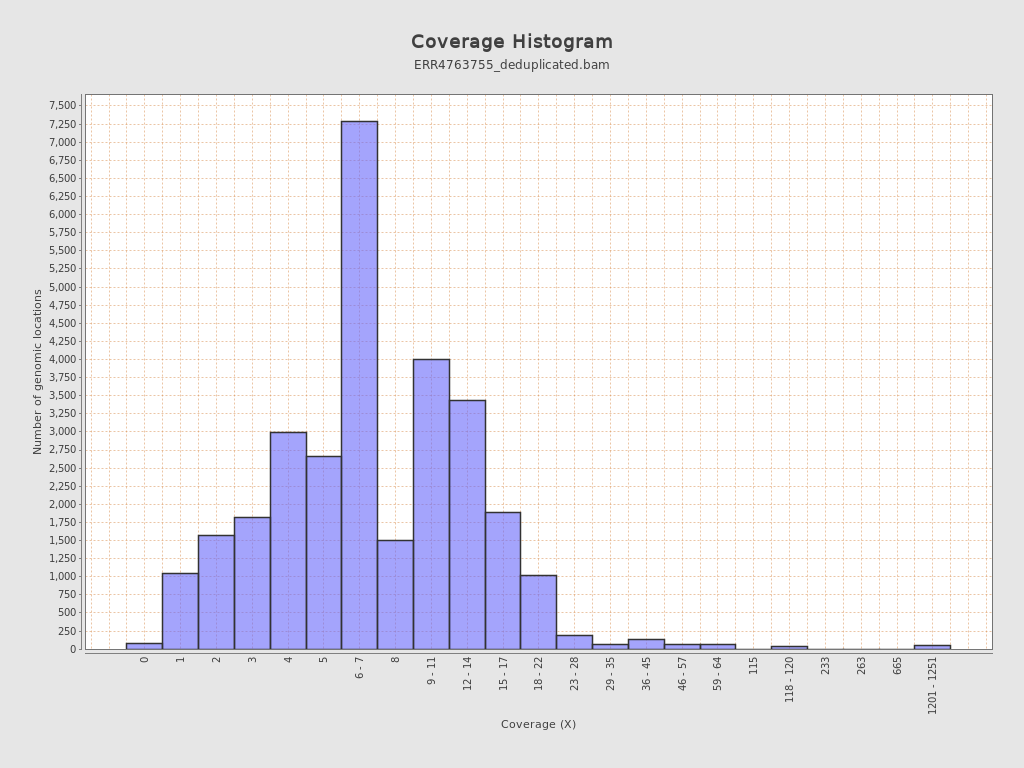 Coverage Histogram
ERR4763755_deduplicated.bam
Number of genomic locations
7,500
7,250
7,000
6,750
6,500
6,250
6,000
5,750
5,500
5,250
5,000
4,750
4,500
4,250
4,000
3,750
3,500
3,250
3,000
2,750
2,500
2,250
2,000
1,750
1,500
1,250
1,000
750
500
250
0
0
1
2
3
4
5
6 - 7
8
9 - 11
12 - 14
15 - 17
18 - 22
23 - 28
29 - 35
36 - 45
46 - 57
59 - 64
115
118 - 120
233
263
665
1201 - 1251
Coverage (X)